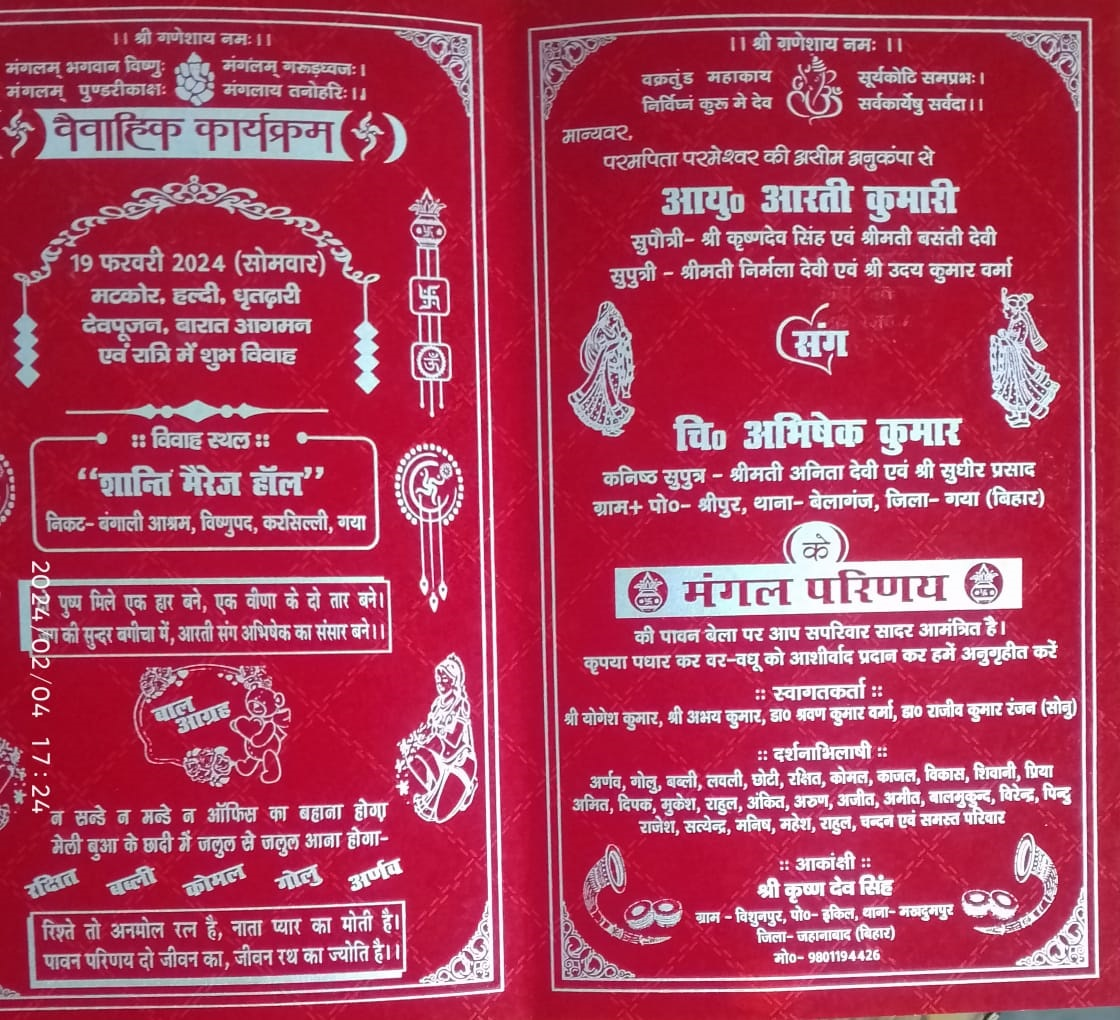 ।। श्री गणेशाय नमः ।।
मंगलम् भगवान विष्णुः मंगलम् गरूड़ध्वजः।
मंगलम् पुण्डरीकाक्षः मंगलाय तनोहरिः।।
वैवाहिक कार्यक्रम
19 फरवरी 2024 (सोमवार)
मटकोर, हल्दी, धृतढ़ारी
देवपूजन, बारात आगमन
एवं रात्रि में शुभ विवाह
:: विवाह स्थल ::
“शान्ति मैरेज हॉल”
निकट- बंगाली आश्रम, विष्णुपद, करसिल्ली, गया
पुष्प मिले एक हार बने, एक वीणा के दो तार बने।
की सुन्दर बगीचा में, आरती संग अभिषेक का संसार बने।।
बाल
आग्रह
न सन्डे न मन्डे न ऑफिस का बहाना होगा
मेली बुआ के छादी में जलुल से जलुल आना होगा-
रक्षित बब्ली कोमल गोलु अर्णव
रिश्ते तो अनमोल रत्न है, नाता प्यार का मोती है।
पावन परिणय दो जीवन का, जीवन रथ का ज्योति है।।
2024/02/04 17:24
।। श्री गणेशाय नमः ।।
वक्रतुंड महाकाय सूर्यकोटि समप्रभः।
निर्विघ्नं कुरू मे देव सर्वकार्येषु सर्वदा।।
मान्यवर,
परमपिता परमेश्वर की असीम अनुकंपा से
आयु० आरती कुमारी
सुपौत्री- श्री कृष्णदेव सिंह एवं श्रीमती बसंती देवी
सुपुत्री - श्रीमती निर्मला देवी एवं श्री उदय कुमार वर्मा
संग
चि० अभिषेक कुमार
कनिष्ठ सुपुत्र - श्रीमती अनिता देवी एवं श्री सुधीर प्रसाद
ग्राम+ पो०- श्रीपुर, थाना- बेलागंज, जिला- गया (बिहार)
के
मंगल परिणय
की पावन बेला पर आप सपरिवार सादर आमंत्रित है।
कृपया पधार कर वर-वधू को आशीर्वाद प्रदान कर हमें अनुगृहीत करें
:: स्वागतकर्ता ::
श्री योगेश कुमार, श्री अभय कुमार, डा० श्रवण कुमार वर्मा, डा० राजीव कुमार रंजन (सोनु)
:: दर्शनाभिलाषी ::
अर्णव, गोलु, बब्ली, लवली, छोटी, रक्षित, कोमल, काजल, विकास, शिवानी, प्रिया
अमित, दिपक, मुकेश, राहुल, अंकित, अरुण, अजीत, अमीत, बालमुकुन्द, विरेन्द्र, पिन्टु
राजेश, सत्येन्द्र, मनिष, महेश, राहुल, चन्दन एवं समस्त परिवार
:: आकांक्षी ::
श्री कृष्ण देव सिंह
ग्राम - विशुनपुर, पो०- इकिल, थाना- मखदुमपुर
जिला- जहानाबाद (बिहार)
मो०- 9801194426